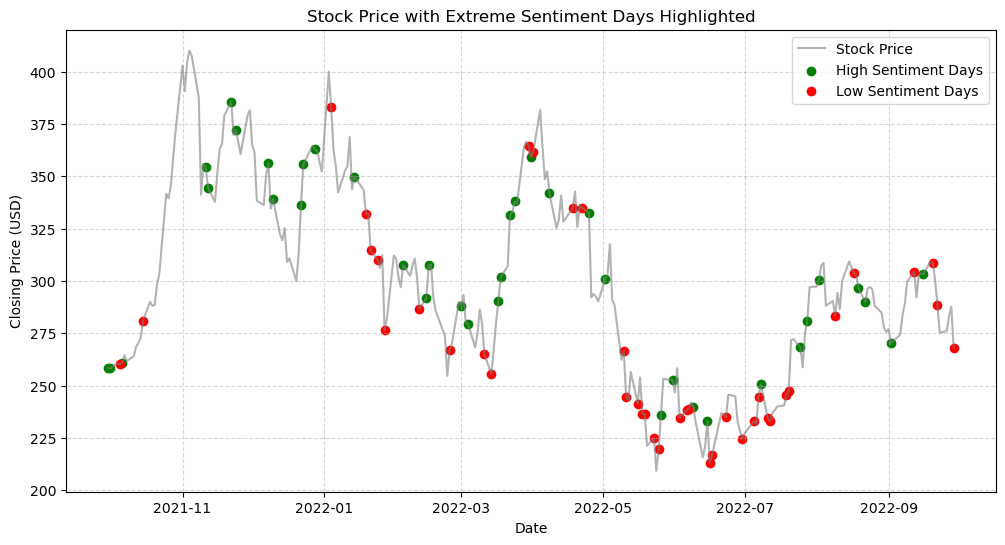 Stock Price with Extreme Sentiment Days Highlighted
Stock Price
High Sentiment Days
Low Sentiment Days
Closing Price (USD)
400
375
350
325
300
275
250
225
200
2021-11
2022-01
2022-03
2022-05
2022-07
2022-09
Date